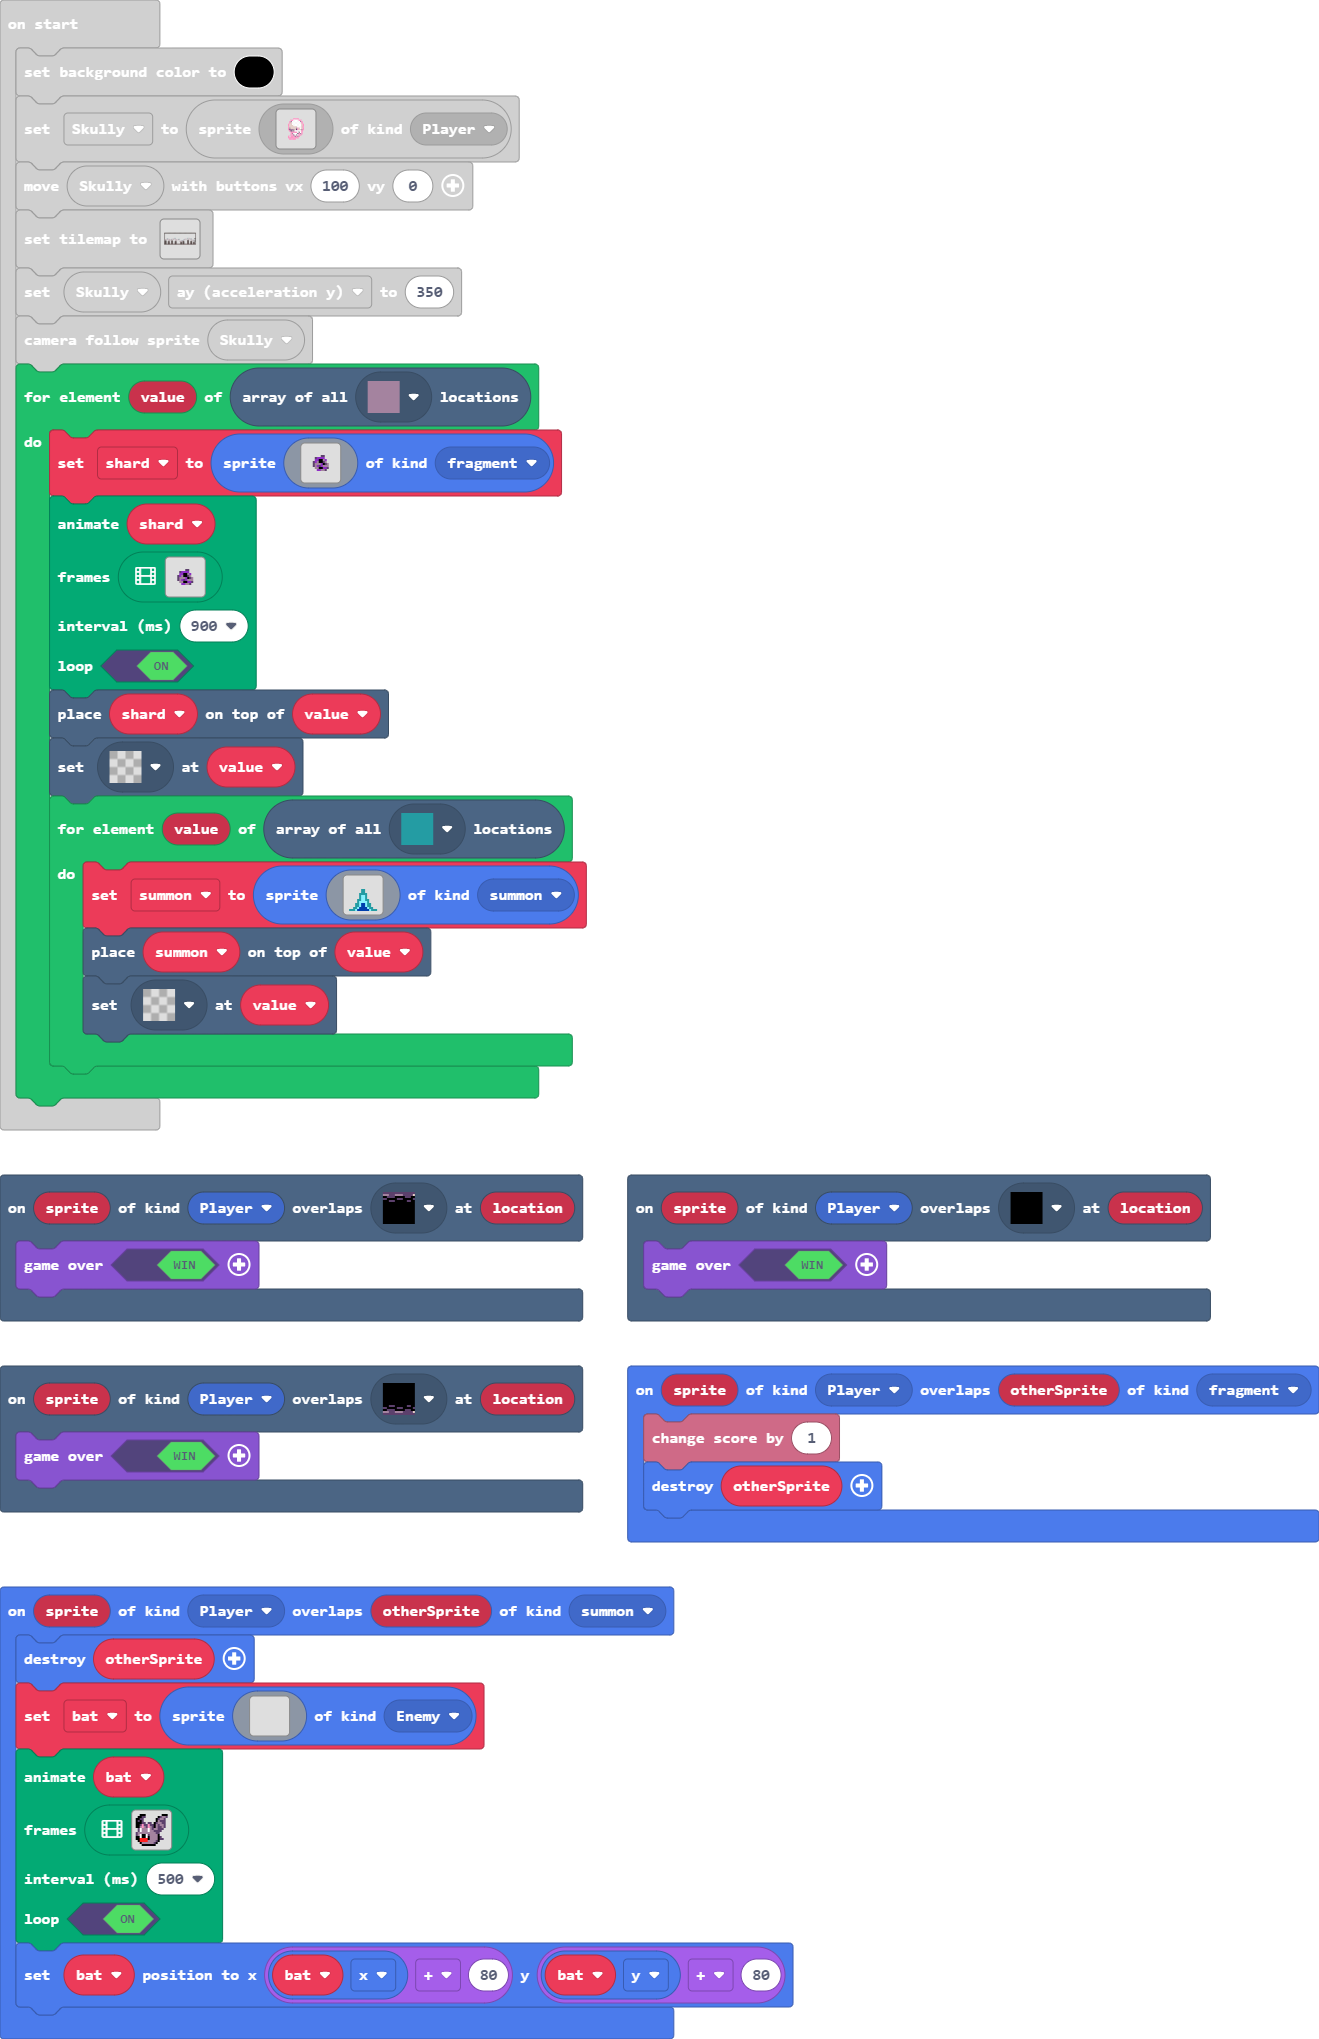 on start
set background color to
set Skully to sprite of kind Player
move Skully with buttons vx 100 vy 0
set tilemap to
set Skully ay (acceleration y) to 350
camera follow sprite Skully
for element value of array of all locations
do
set shard to sprite of kind fragment
animate shard
frames
interval (ms) 900
loop ON
place shard on top of value
set at value
for element value of array of all locations
do
set summon to sprite of kind summon
place summon on top of value
set at value
on sprite of kind Player overlaps at location
game over WIN
on sprite of kind Player overlaps at location
game over WIN
on sprite of kind Player overlaps at location
game over WIN
on sprite of kind Player overlaps otherSprite of kind fragment
change score by 1
destroy otherSprite
on sprite of kind Player overlaps otherSprite of kind summon
destroy otherSprite
set bat to sprite of kind Enemy
animate bat
frames
interval (ms) 500
loop ON
set bat position to x bat x + 80 y bat y + 80